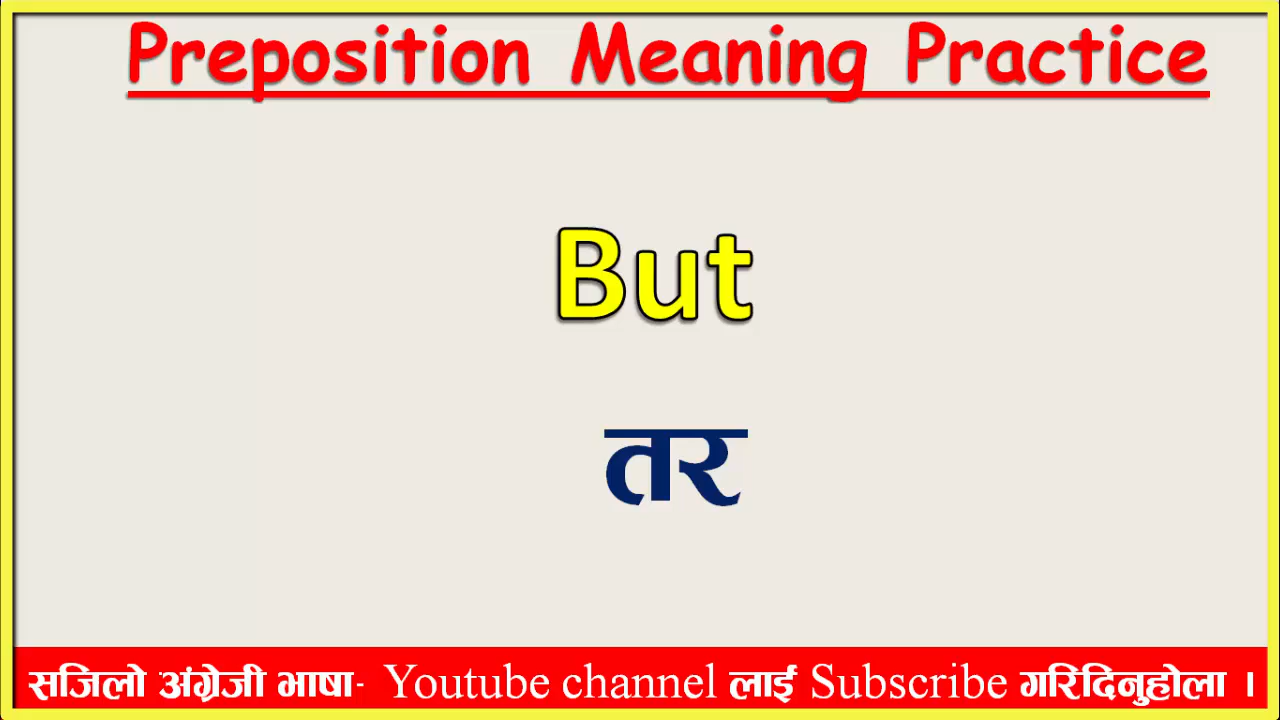 Preposition Meaning Practice
But
तर
सजिलो अंग्रेजी भाषा- Youtube channel लाई Subscribe गरिदिनुहोला ।